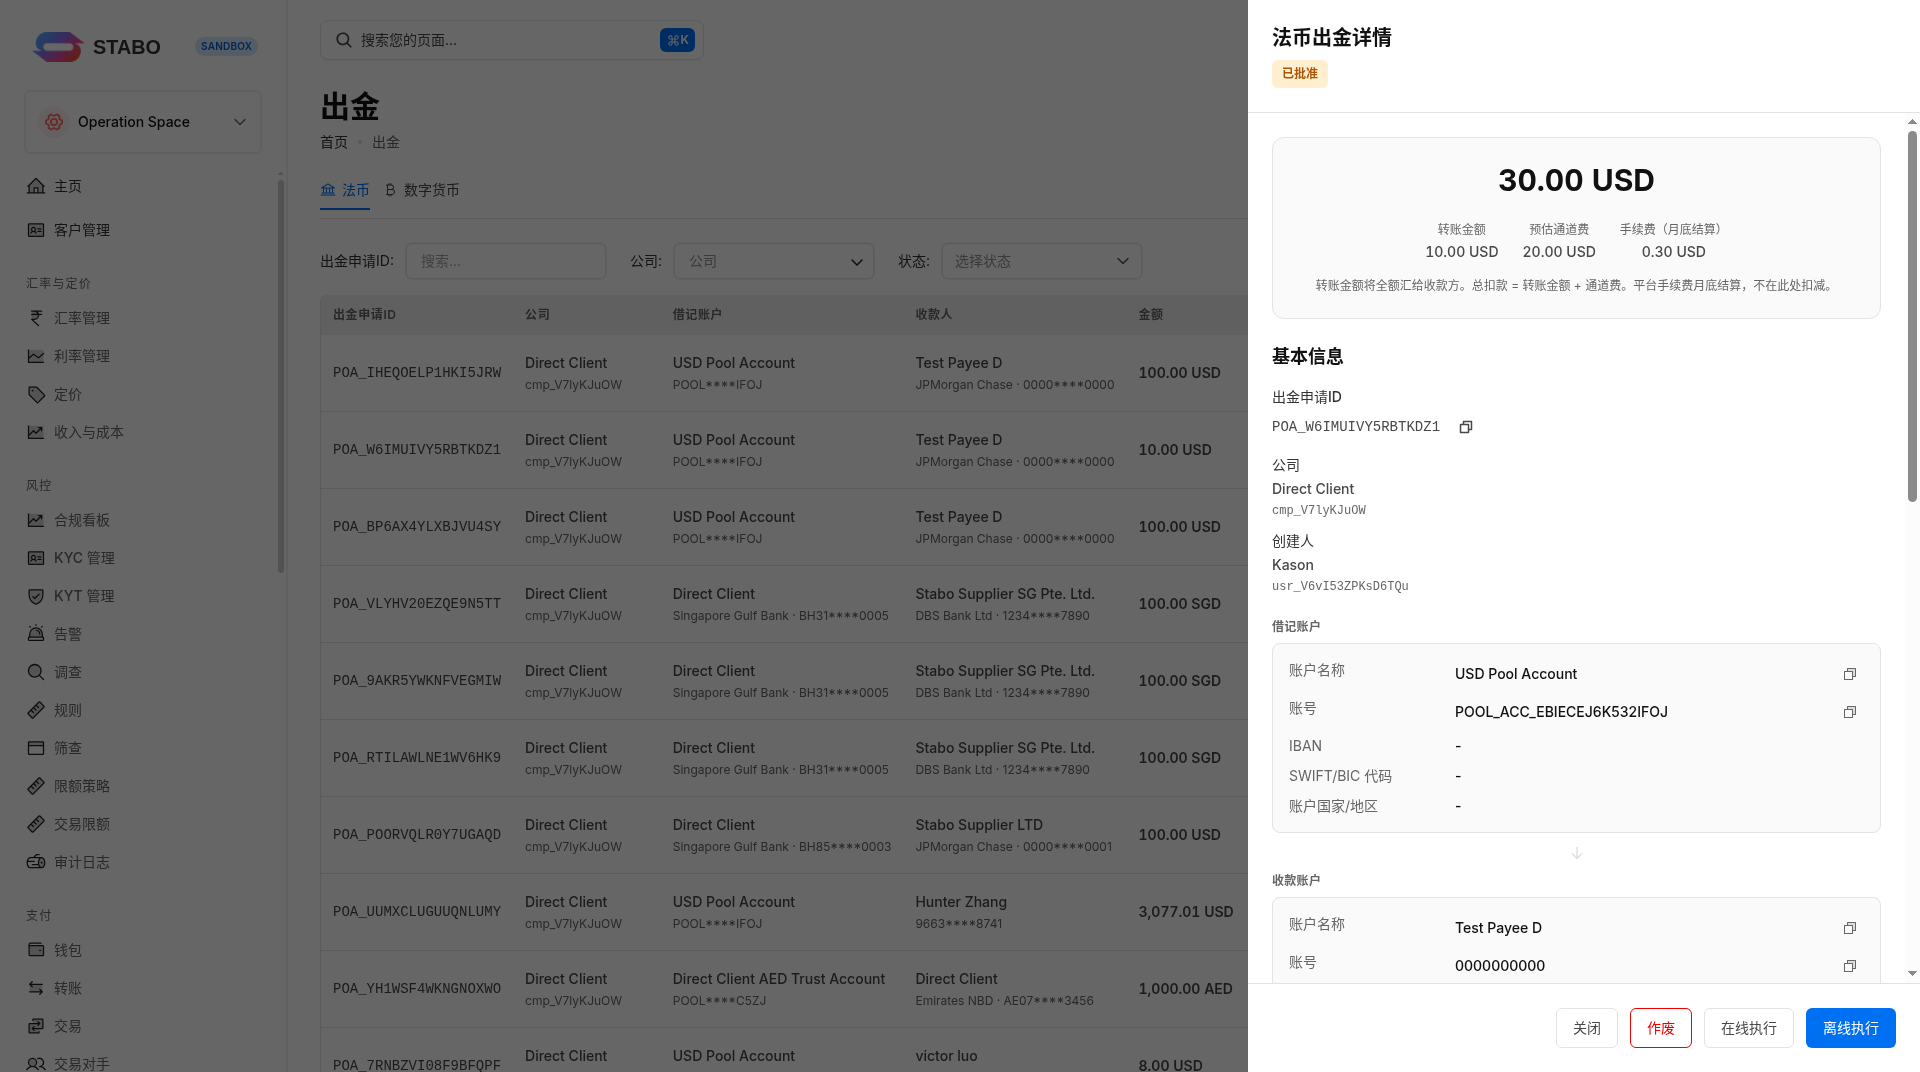 STABO
SANDBOX
Operation Space
主页
客户管理
汇率与定价
汇率管理
利率管理
定价
收入与成本
风控
合规看板
KYC 管理
KYT 管理
告警
调查
规则
筛查
限额策略
交易限额
审计日志
支付
钱包
转账
交易
交易对手
搜索您的页面...
⌘K
出金
首页 • 出金
法币 数字货币
出金申请ID: 搜索... 公司: 公司 状态: 选择状态
出金申请ID 公司 借记账户 收款人 金额
POA_IHEQOELP1HKI5JRW Direct Client USD Pool Account Test Payee D 100.00 USD
cmp_V7lyKJuOW POOL****IFOJ JPMorgan Chase · 0000****0000
POA_W6IMUIVY5RBTKDZ1 Direct Client USD Pool Account Test Payee D 10.00 USD
cmp_V7lyKJuOW POOL****IFOJ JPMorgan Chase · 0000****0000
POA_BP6AX4YLXBJVU4SY Direct Client USD Pool Account Test Payee D 100.00 USD
cmp_V7lyKJuOW POOL****IFOJ JPMorgan Chase · 0000****0000
POA_VLYHV20EZQE9N5TT Direct Client Direct Client Stabo Supplier SG Pte. Ltd. 100.00 SGD
cmp_V7lyKJuOW Singapore Gulf Bank · BH31****0005 DBS Bank Ltd · 1234****7890
POA_9AKR5YWKNFVEGMIW Direct Client Direct Client Stabo Supplier SG Pte. Ltd. 100.00 SGD
cmp_V7lyKJuOW Singapore Gulf Bank · BH31****0005 DBS Bank Ltd · 1234****7890
POA_RTILAWLNE1WV6HK9 Direct Client Direct Client Stabo Supplier SG Pte. Ltd. 100.00 SGD
cmp_V7lyKJuOW Singapore Gulf Bank · BH31****0005 DBS Bank Ltd · 1234****7890
POA_POORVQLR0Y7UGAQD Direct Client Direct Client Stabo Supplier LTD 100.00 USD
cmp_V7lyKJuOW Singapore Gulf Bank · BH85****0003 JPMorgan Chase · 0000****0001
POA_UUMXCLUGUUQNLUMY Direct Client USD Pool Account Hunter Zhang 3,077.01 USD
cmp_V7lyKJuOW POOL****IFOJ 9663****8741
POA_YH1WSF4WKNGNOXWO Direct Client Direct Client AED Trust Account Direct Client 1,000.00 AED
cmp_V7lyKJuOW POOL****C5ZJ Emirates NBD · AE07****3456
POA_7RNBZVI08F9BFQPF Direct Client USD Pool Account victor luo 8.00 USD
法币出金详情
已批准
30.00 USD
转账金额 预估通道费 手续费（月底结算）
10.00 USD 20.00 USD 0.30 USD
转账金额将全额汇给收款方。总扣款 = 转账金额 + 通道费。平台手续费月底结算，不在此处扣减。
基本信息
出金申请ID
POA_W6IMUIVY5RBTKDZ1
公司
Direct Client
cmp_V7lyKJuOW
创建人
Kason
usr_V6vI53ZPKsD6TQu
借记账户
账户名称 USD Pool Account
账号 POOL_ACC_EBIECEJ6K532IFOJ
IBAN -
SWIFT/BIC 代码 -
账户国家/地区 -
收款账户
账户名称 Test Payee D
账号 0000000000
关闭 作废 在线执行 离线执行